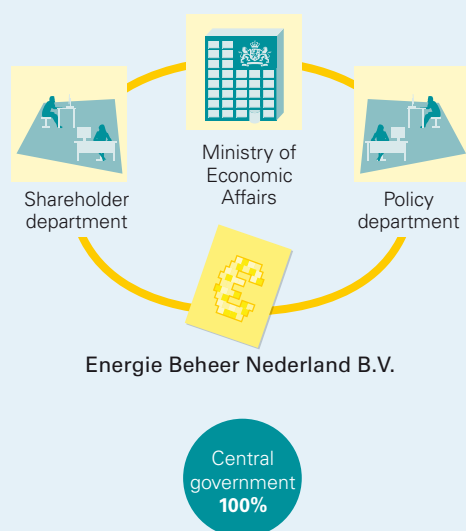 Ministry of
Economic
Affairs
Shareholder
department
Policy
department
Energie Beheer Nederland B.V.
Central
government
100%